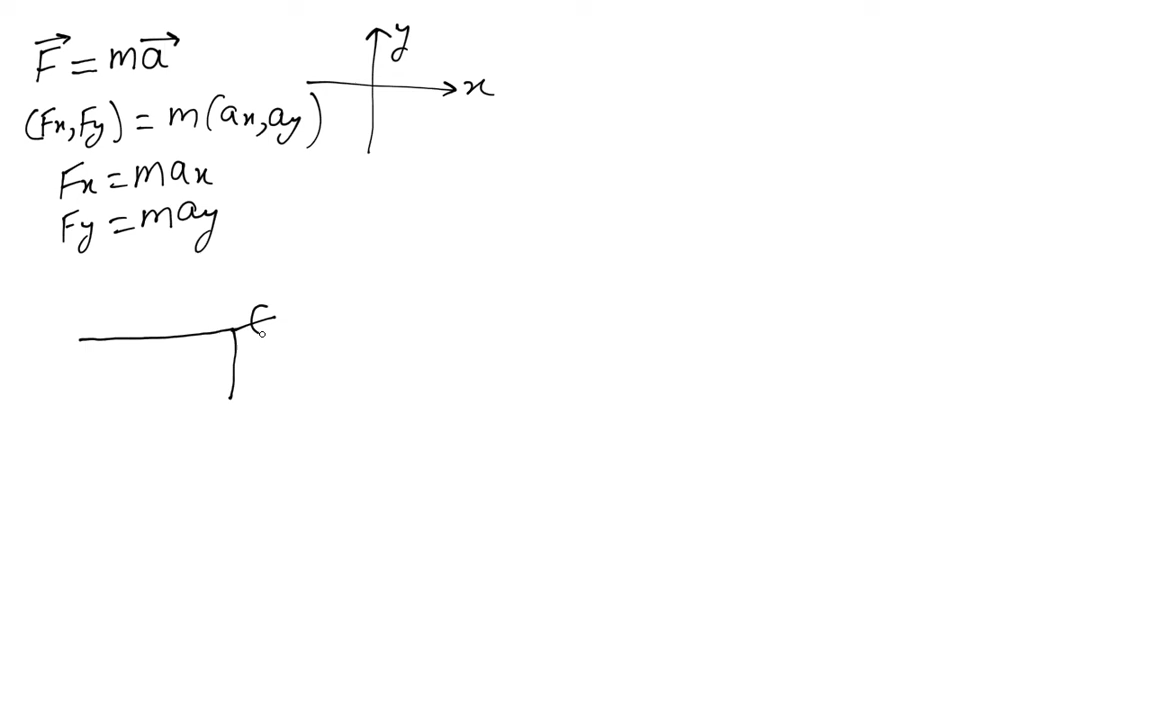 F⃗ = ma⃗
y
x
(Fx, Fy) = m(ax, ay)
Fx = max
Fy = may